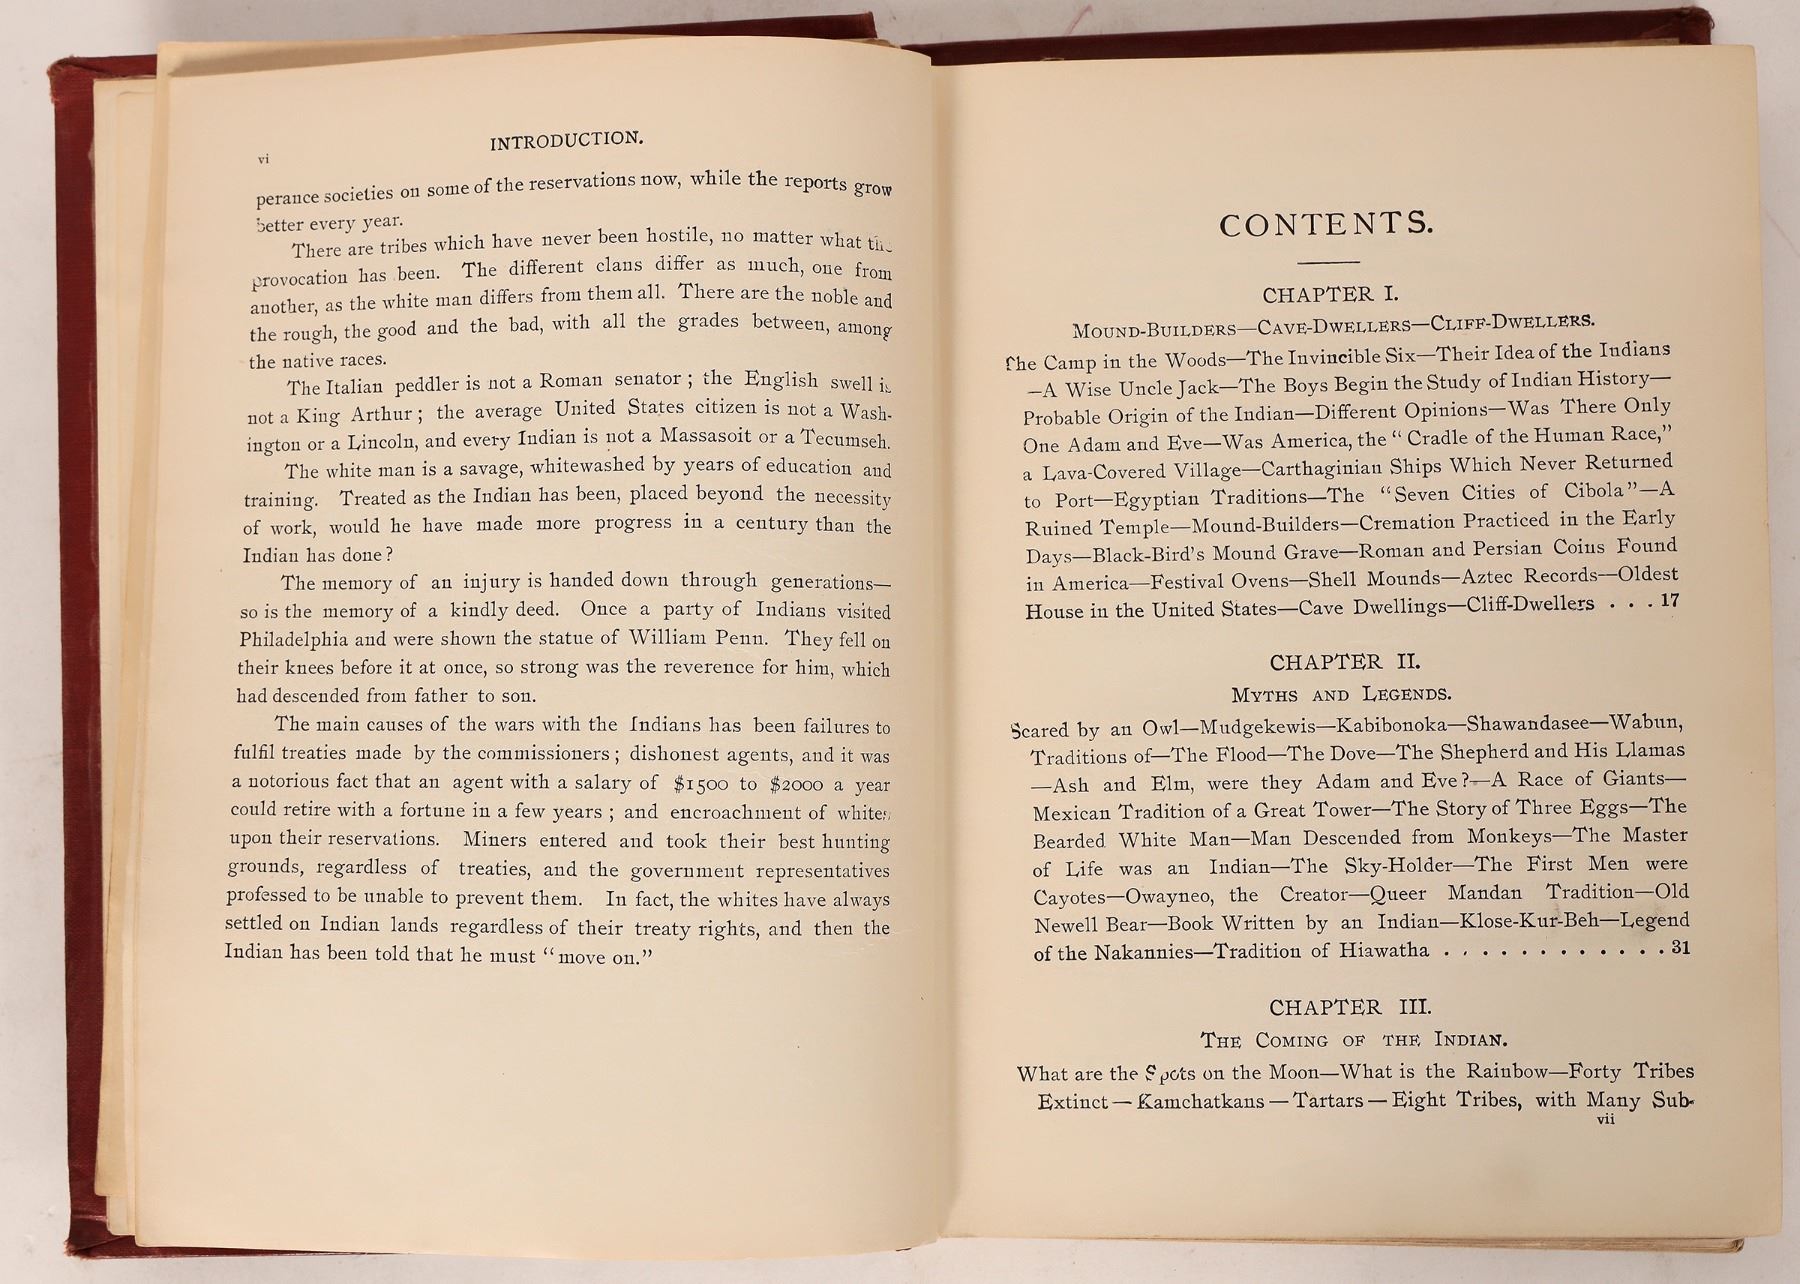 INTRODUCTION.
vi
perance societies on some of the reservations now, while the reports grow
better every year.
There are tribes which have never been hostile, no matter what the
provocation has been. The different clans differ as much, one from
another, as the white man differs from them all. There are the noble and
the rough, the good and the bad, with all the grades between, among
the native races.
The Italian peddler is not a Roman senator; the English swell is
not a King Arthur; the average United States citizen is not a Wash-
ington or a Lincoln, and every Indian is not a Massasoit or a Tecumseh.
The white man is a savage, whitewashed by years of education and
training. Treated as the Indian has been, placed beyond the necessity
of work, would he have made more progress in a century than the
Indian has done?
The memory of an injury is handed down through generations—
so is the memory of a kindly deed. Once a party of Indians visited
Philadelphia and were shown the statue of William Penn. They fell on
their knees before it at once, so strong was the reverence for him, which
had descended from father to son.
The main causes of the wars with the Indians has been failures to
fulfil treaties made by the commissioners; dishonest agents, and it was
a notorious fact that an agent with a salary of $1500 to $2000 a year
could retire with a fortune in a few years; and encroachment of whites
upon their reservations. Miners entered and took their best hunting
grounds, regardless of treaties, and the government representatives
professed to be unable to prevent them. In fact, the whites have always
settled on Indian lands regardless of their treaty rights, and then the
Indian has been told that he must "move on."
CONTENTS.
CHAPTER I.
MOUND-BUILDERS—CAVE-DWELLERS—CLIFF-DWELLERS.
The Camp in the Woods—The Invincible Six—Their Idea of the Indians
—A Wise Uncle Jack—The Boys Begin the Study of Indian History—
Probable Origin of the Indian—Different Opinions—Was There Only
One Adam and Eve—Was America, the "Cradle of the Human Race,"
a Lava-Covered Village—Carthaginian Ships Which Never Returned
to Port—Egyptian Traditions—The "Seven Cities of Cibola"—A
Ruined Temple—Mound-Builders—Cremation Practiced in the Early
Days—Black-Bird's Mound Grave—Roman and Persian Coins Found
in America—Festival Ovens—Shell Mounds—Aztec Records—Oldest
House in the United States—Cave Dwellings—Cliff-Dwellers . . . 17
CHAPTER II.
MYTHS AND LEGENDS.
Scared by an Owl—Mudgekewis—Kabibonoka—Shawandasee—Wabun,
Traditions of—The Flood—The Dove—The Shepherd and His Llamas
—Ash and Elm, were they Adam and Eve?—A Race of Giants—
Mexican Tradition of a Great Tower—The Story of Three Eggs—The
Bearded White Man—Man Descended from Monkeys—The Master
of Life was an Indian—The Sky-Holder—The First Men were
Cayotes—Owayneo, the Creator—Queer Mandan Tradition—Old
Newell Bear—Book Written by an Indian—Klose-Kur-Beh—Legend
of the Nakannies—Tradition of Hiawatha . . . . . . . . . . . . 31
CHAPTER III.
THE COMING OF THE INDIAN.
What are the Spots on the Moon—What is the Rainbow—Forty Tribes
Extinct—Kamchatkans—Tartars—Eight Tribes, with Many Sub-
vii